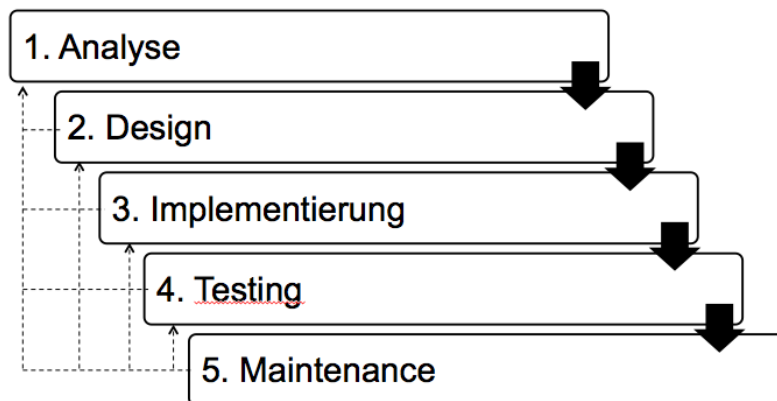 1. Analyse
2. Design
3. Implementierung
4. Testing
5. Maintenance